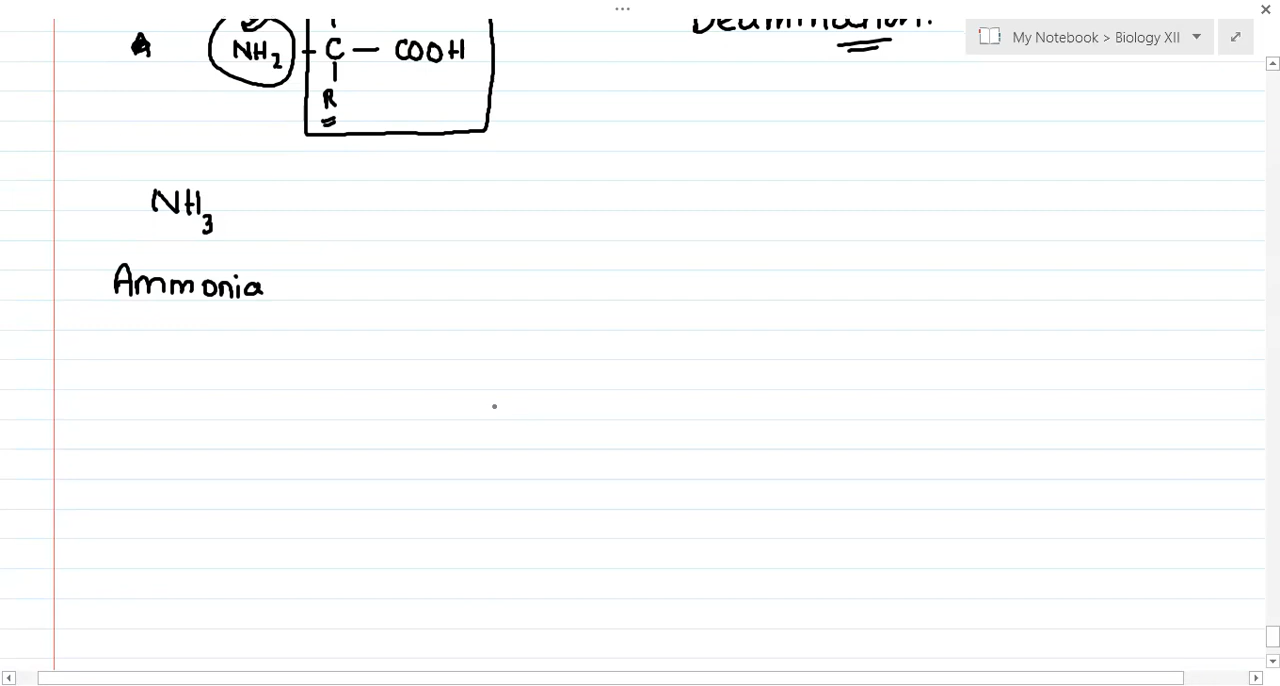 Deamination.
My Notebook > Biology XII
NH2 - C — COOH
R
NH3
Ammonia